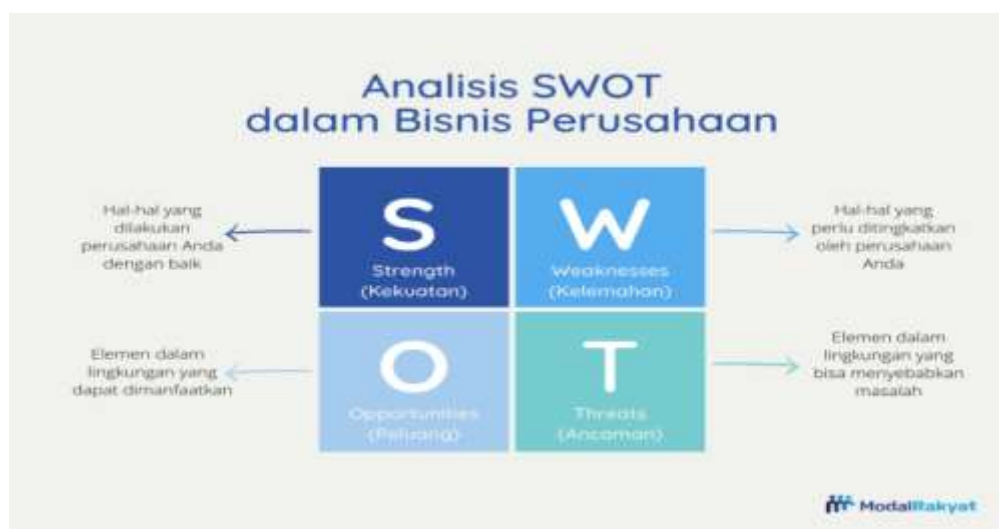 Analisis SWOT
dalam Bisnis Perusahaan
Hal-hal yang
dilakukan
perusahaan Anda
dengan baik
S
Strength
(Kekuatan)
W
Weaknesses
(Kelemahan)
Hal-hal yang
perlu ditingkatkan
oleh perusahaan
Anda
Elemen dalam
lingkungan yang
dapat dimanfaatkan
O
Opportunities
(Peluang)
T
Threats
(Ancaman)
Elemen dalam
lingkungan yang
bisa menyebabkan
masalah
ModalRakyat